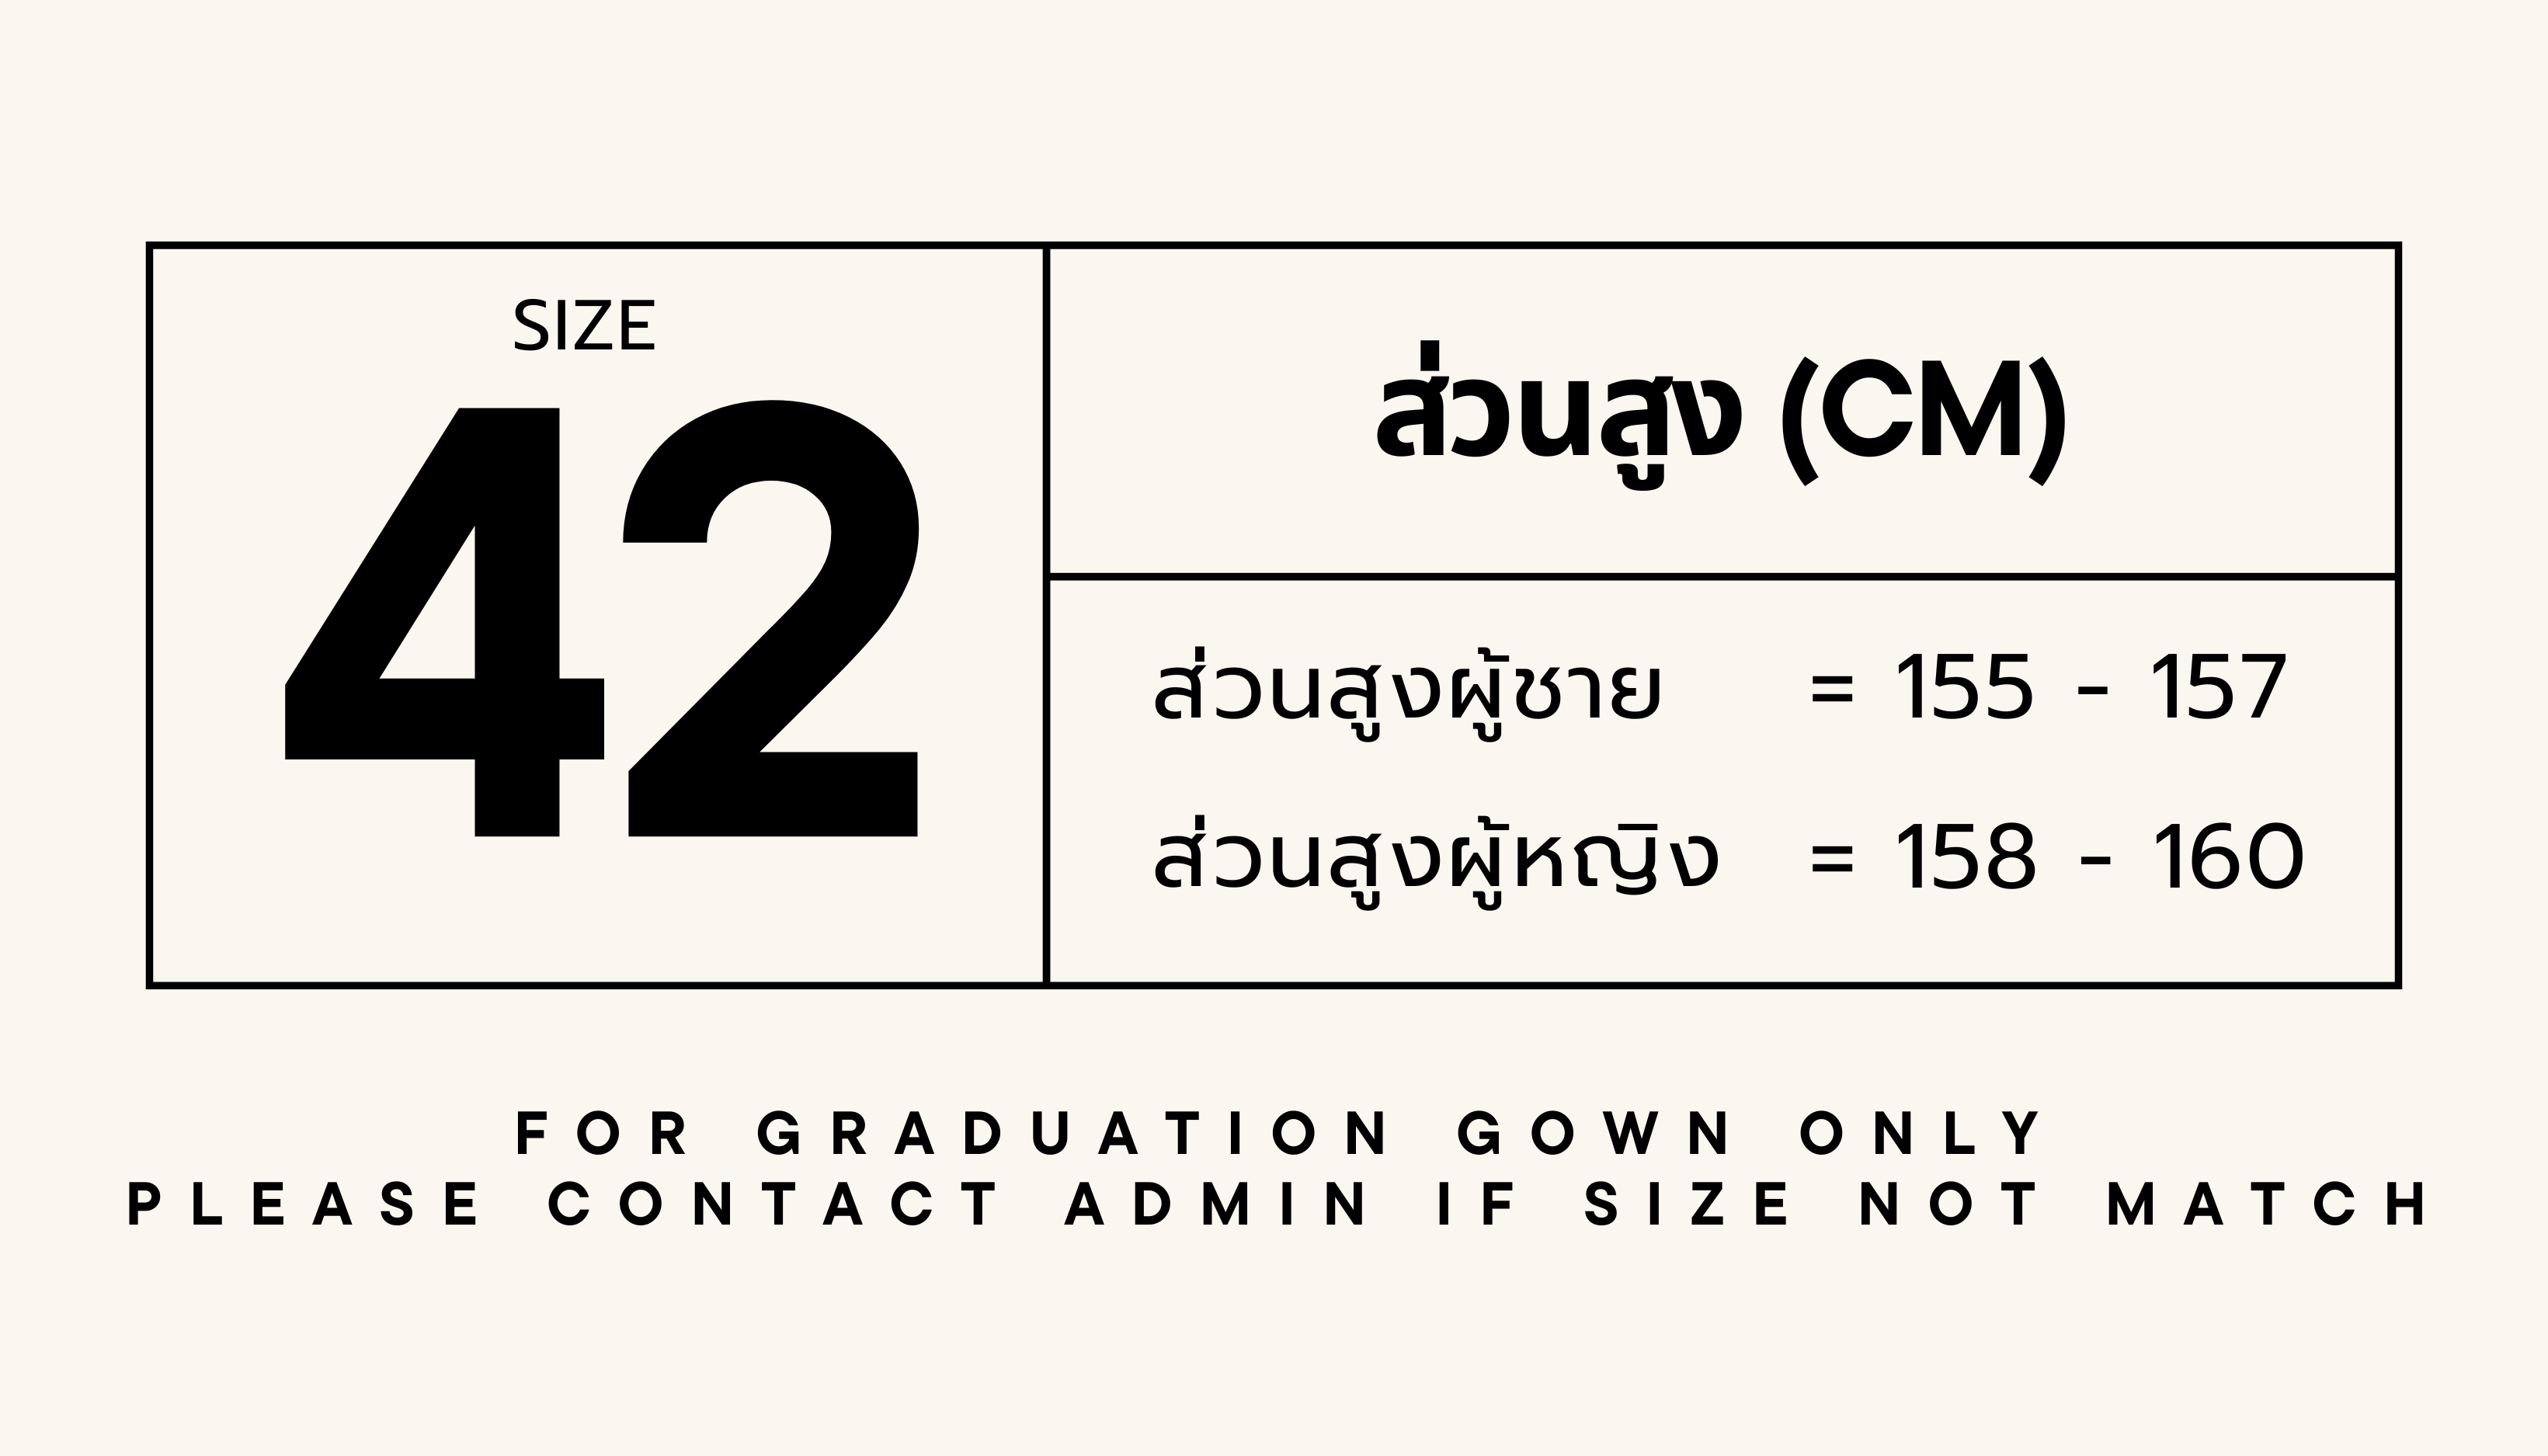 SIZE
42
ส่วนสูง (CM)
ส่วนสูงผู้ชาย = 155 - 157
ส่วนสูงผู้หญิง = 158 - 160
FOR GRADUATION GOWN ONLY
PLEASE CONTACT ADMIN IF SIZE NOT MATCH